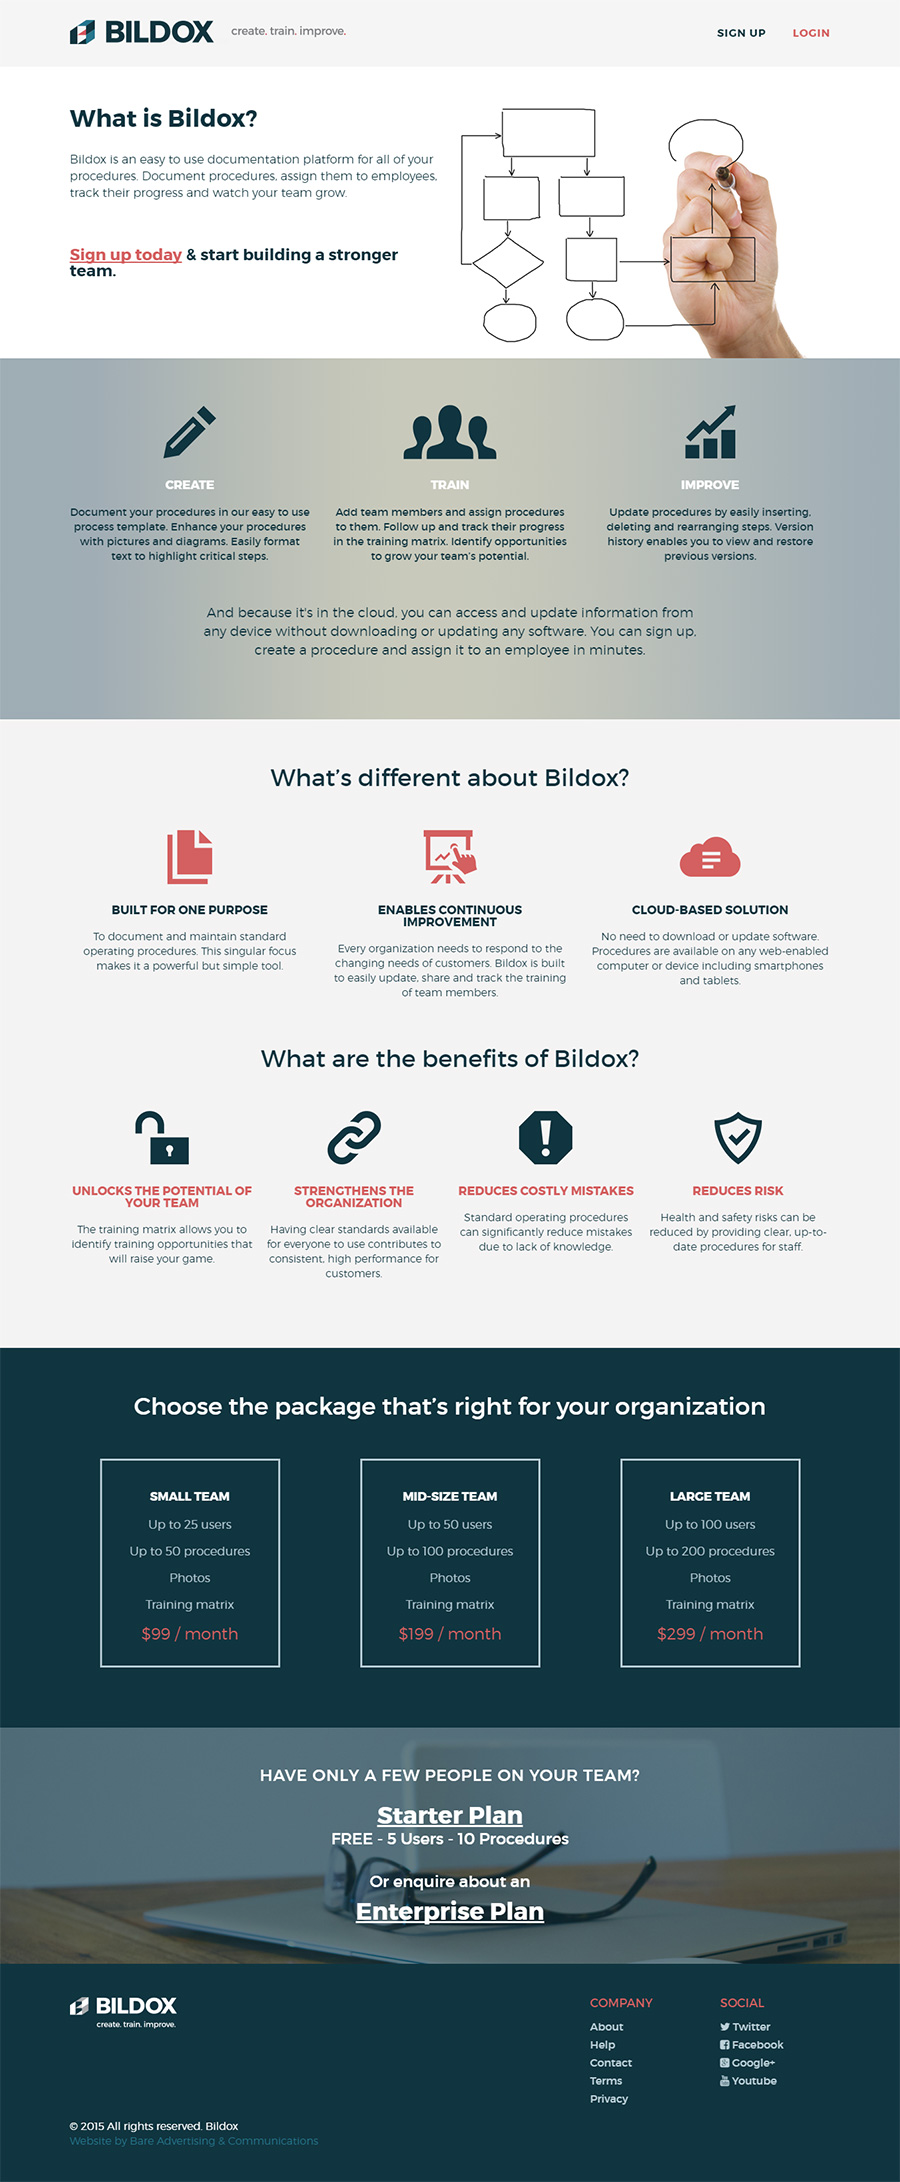 BILDOX create. train. improve. SIGN UP LOGIN
What is Bildox?
Bildox is an easy to use documentation platform for all of your
procedures. Document procedures, assign them to employees,
track their progress and watch your team grow.
Sign up today & start building a stronger
team.
CREATE
Document your procedures in our easy to use
process template. Enhance your procedures
with pictures and diagrams. Easily format
text to highlight critical steps.
TRAIN
Add team members and assign procedures
to them. Follow up and track their progress
in the training matrix. Identify opportunities
to grow your team's potential.
IMPROVE
Update procedures by easily inserting,
deleting and rearranging steps. Version
history enables you to view and restore
previous versions.
And because it's in the cloud, you can access and update information from
any device without downloading or updating any software. You can sign up,
create a procedure and assign it to an employee in minutes.
What's different about Bildox?
BUILT FOR ONE PURPOSE
To document and maintain standard
operating procedures. This singular focus
makes it a powerful but simple tool.
ENABLES CONTINUOUS
IMPROVEMENT
Every organization needs to respond to the
changing needs of customers. Bildox is built
to easily update, share and track the training
of team members.
CLOUD-BASED SOLUTION
No need to download or update software.
Procedures are available on any web-enabled
computer or device including smartphones
and tablets.
What are the benefits of Bildox?
UNLOCKS THE POTENTIAL OF
YOUR TEAM
The training matrix allows you to
identify training opportunities that
will raise your game.
STRENGTHENS THE
ORGANIZATION
Having clear standards available
for everyone to use contributes to
consistent, high performance for
customers.
REDUCES COSTLY MISTAKES
Standard operating procedures
can significantly reduce mistakes
due to lack of knowledge.
REDUCES RISK
Health and safety risks can be
reduced by providing clear, up-to-
date procedures for staff.
Choose the package that's right for your organization
SMALL TEAM
Up to 25 users
Up to 50 procedures
Photos
Training matrix
$99 / month
MID-SIZE TEAM
Up to 50 users
Up to 100 procedures
Photos
Training matrix
$199 / month
LARGE TEAM
Up to 100 users
Up to 200 procedures
Photos
Training matrix
$299 / month
HAVE ONLY A FEW PEOPLE ON YOUR TEAM?
Starter Plan
FREE - 5 Users - 10 Procedures
Or enquire about an
Enterprise Plan
BILDOX
create. train. improve.
COMPANY
About
Help
Contact
Terms
Privacy
SOCIAL
Twitter
Facebook
Google+
Youtube
© 2015 All rights reserved. Bildox
Website by Bare Advertising & Communications